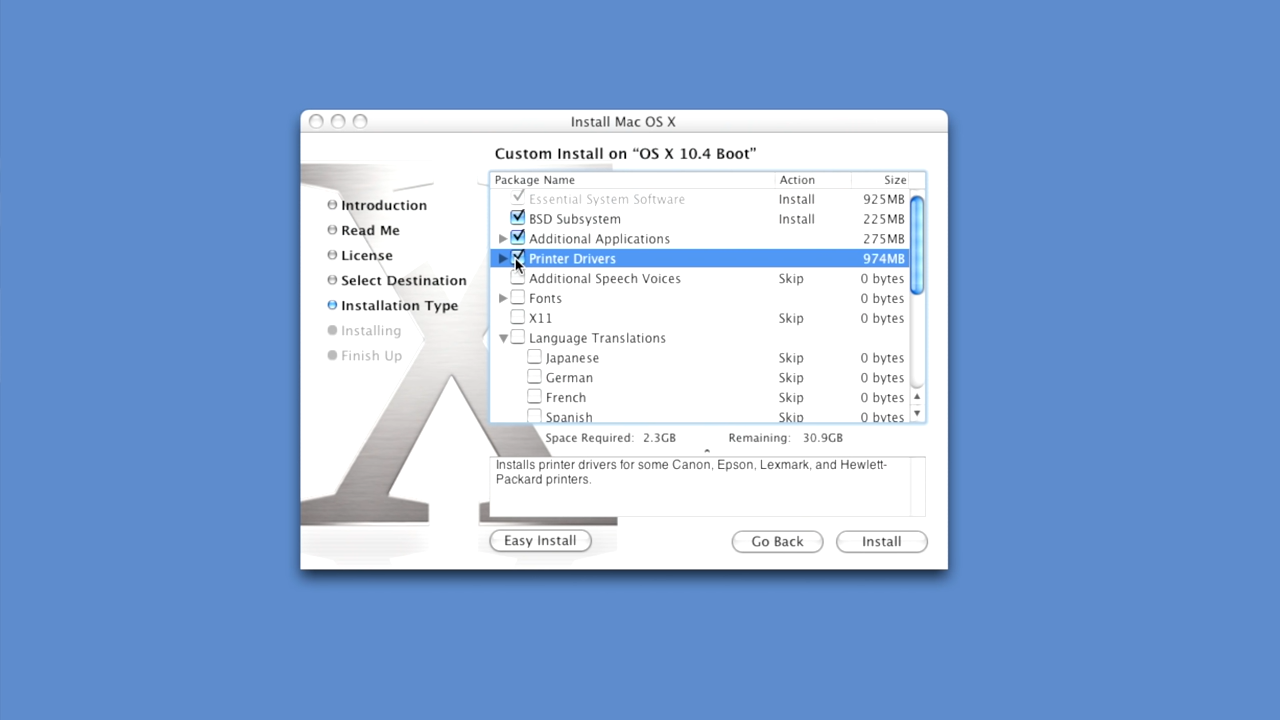 Install Mac OS X
Custom Install on “OS X 10.4 Boot”
Introduction
Read Me
License
Select Destination
Installation Type
Installing
Finish Up
Package Name Action Size
Essential System Software Install 925MB
BSD Subsystem Install 225MB
Additional Applications 275MB
Printer Drivers 974MB
Additional Speech Voices Skip 0 bytes
Fonts 0 bytes
X11 Skip 0 bytes
Language Translations
Japanese Skip 0 bytes
German Skip 0 bytes
French Skip 0 bytes
Spanish Skip 0 bytes
Space Required: 2.3GB Remaining: 30.9GB
Installs printer drivers for some Canon, Epson, Lexmark, and Hewlett-
Packard printers.
Easy Install Go Back Install